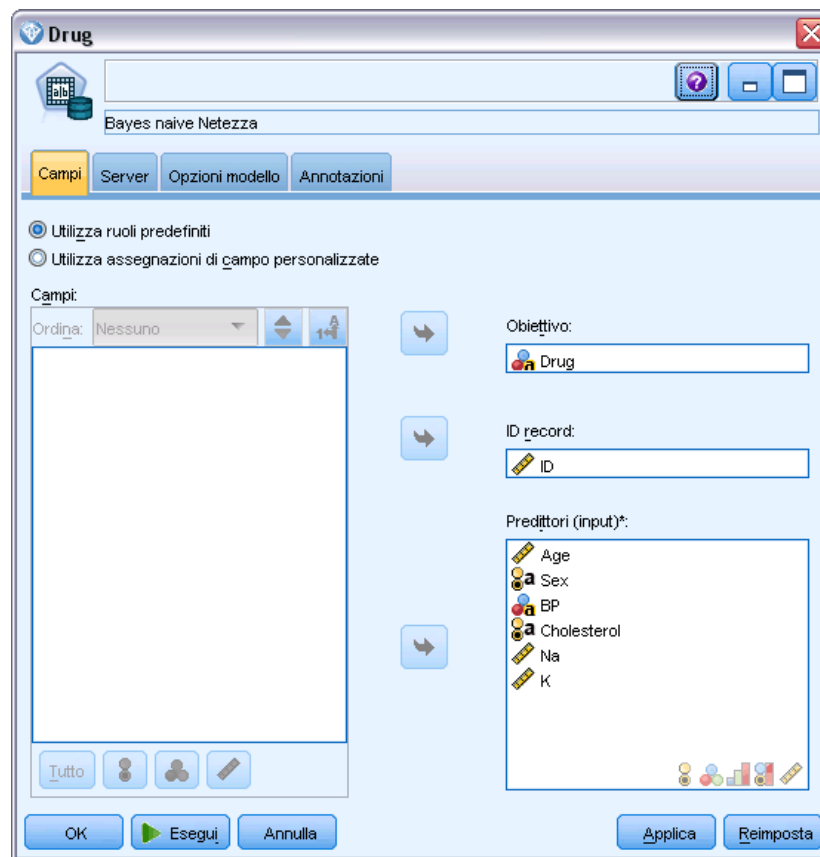 Drug
Bayes naive Netezza
Campi Server Opzioni modello Annotazioni
Utilizza ruoli predefiniti
Utilizza assegnazioni di campo personalizzate
Campi:
Ordina: Nessuno
Obiettivo:
Drug
ID record:
ID
Predittori (input)*:
Age
Sex
BP
Cholesterol
Na
K
Tutto
OK Esegui Annulla Applica Reimposta